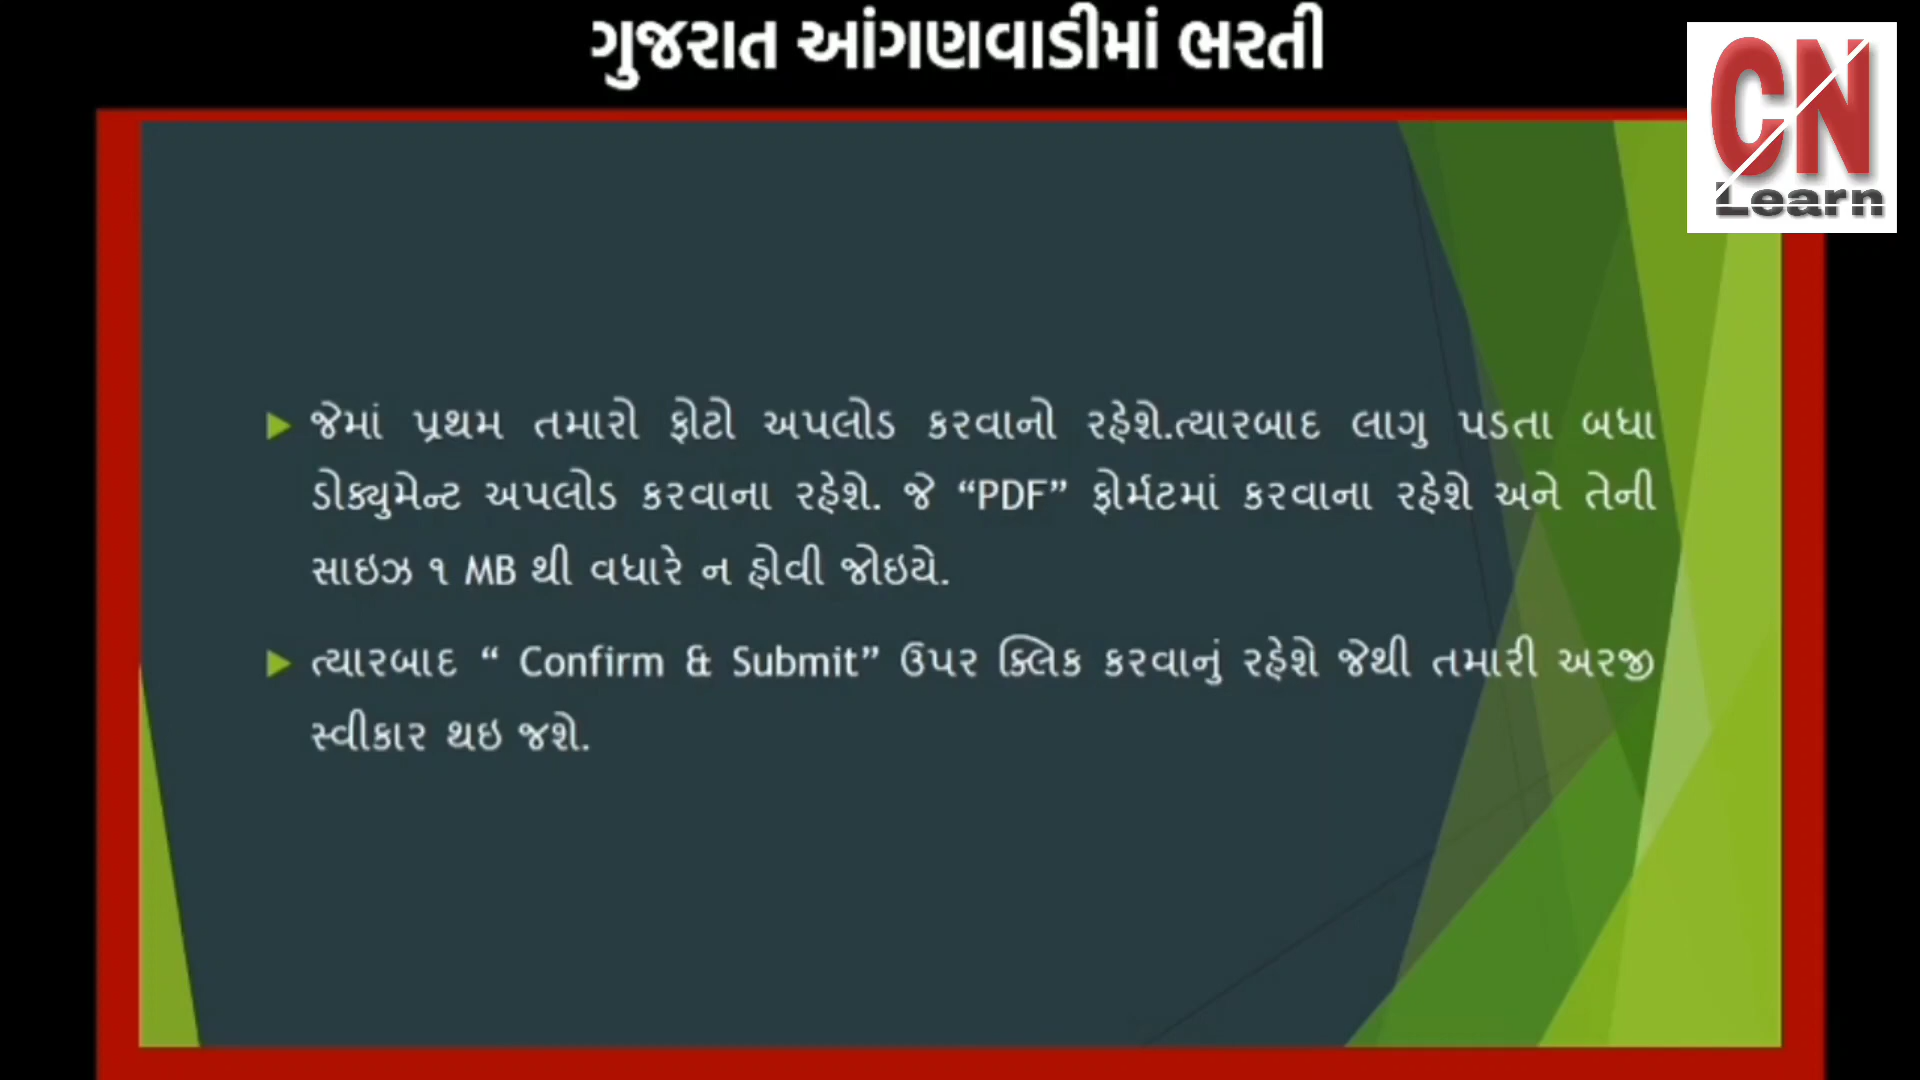 ગુજરાત આંગણવાડીમાં ભરતી
CN
Learn
જેમાં પ્રથમ તમારો ફોટો અપલોડ કરવાનો રહેશે.ત્યારબાદ લાગુ પડતા બધા
ડોક્યુમેન્ટ અપલોડ કરવાના રહેશે. જે “PDF” ફોર્મટમાં કરવાના રહેશે અને તેની
સાઇઝ ૧ MB થી વધારે ન હોવી જોઇયે.
ત્યારબાદ “ Confirm & Submit” ઉપર ક્લિક કરવાનું રહેશે જેથી તમારી અરજી
સ્વીકાર થઇ જશે.